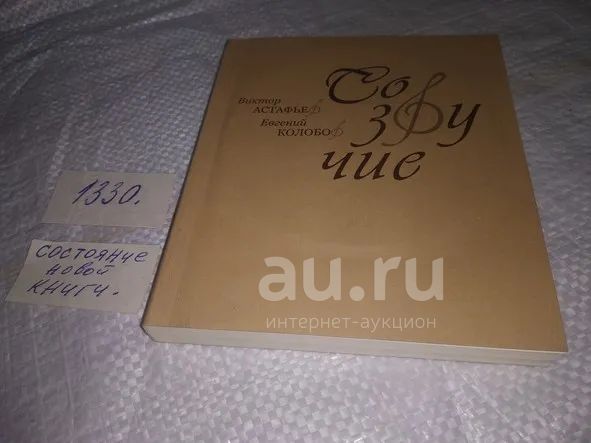 Виктор
АСТАФЬЕВ
Евгений
КОЛОБОВ
Со
зву
чие
1330.
состояние
новой
книги.
au.ru
интернет-аукцион